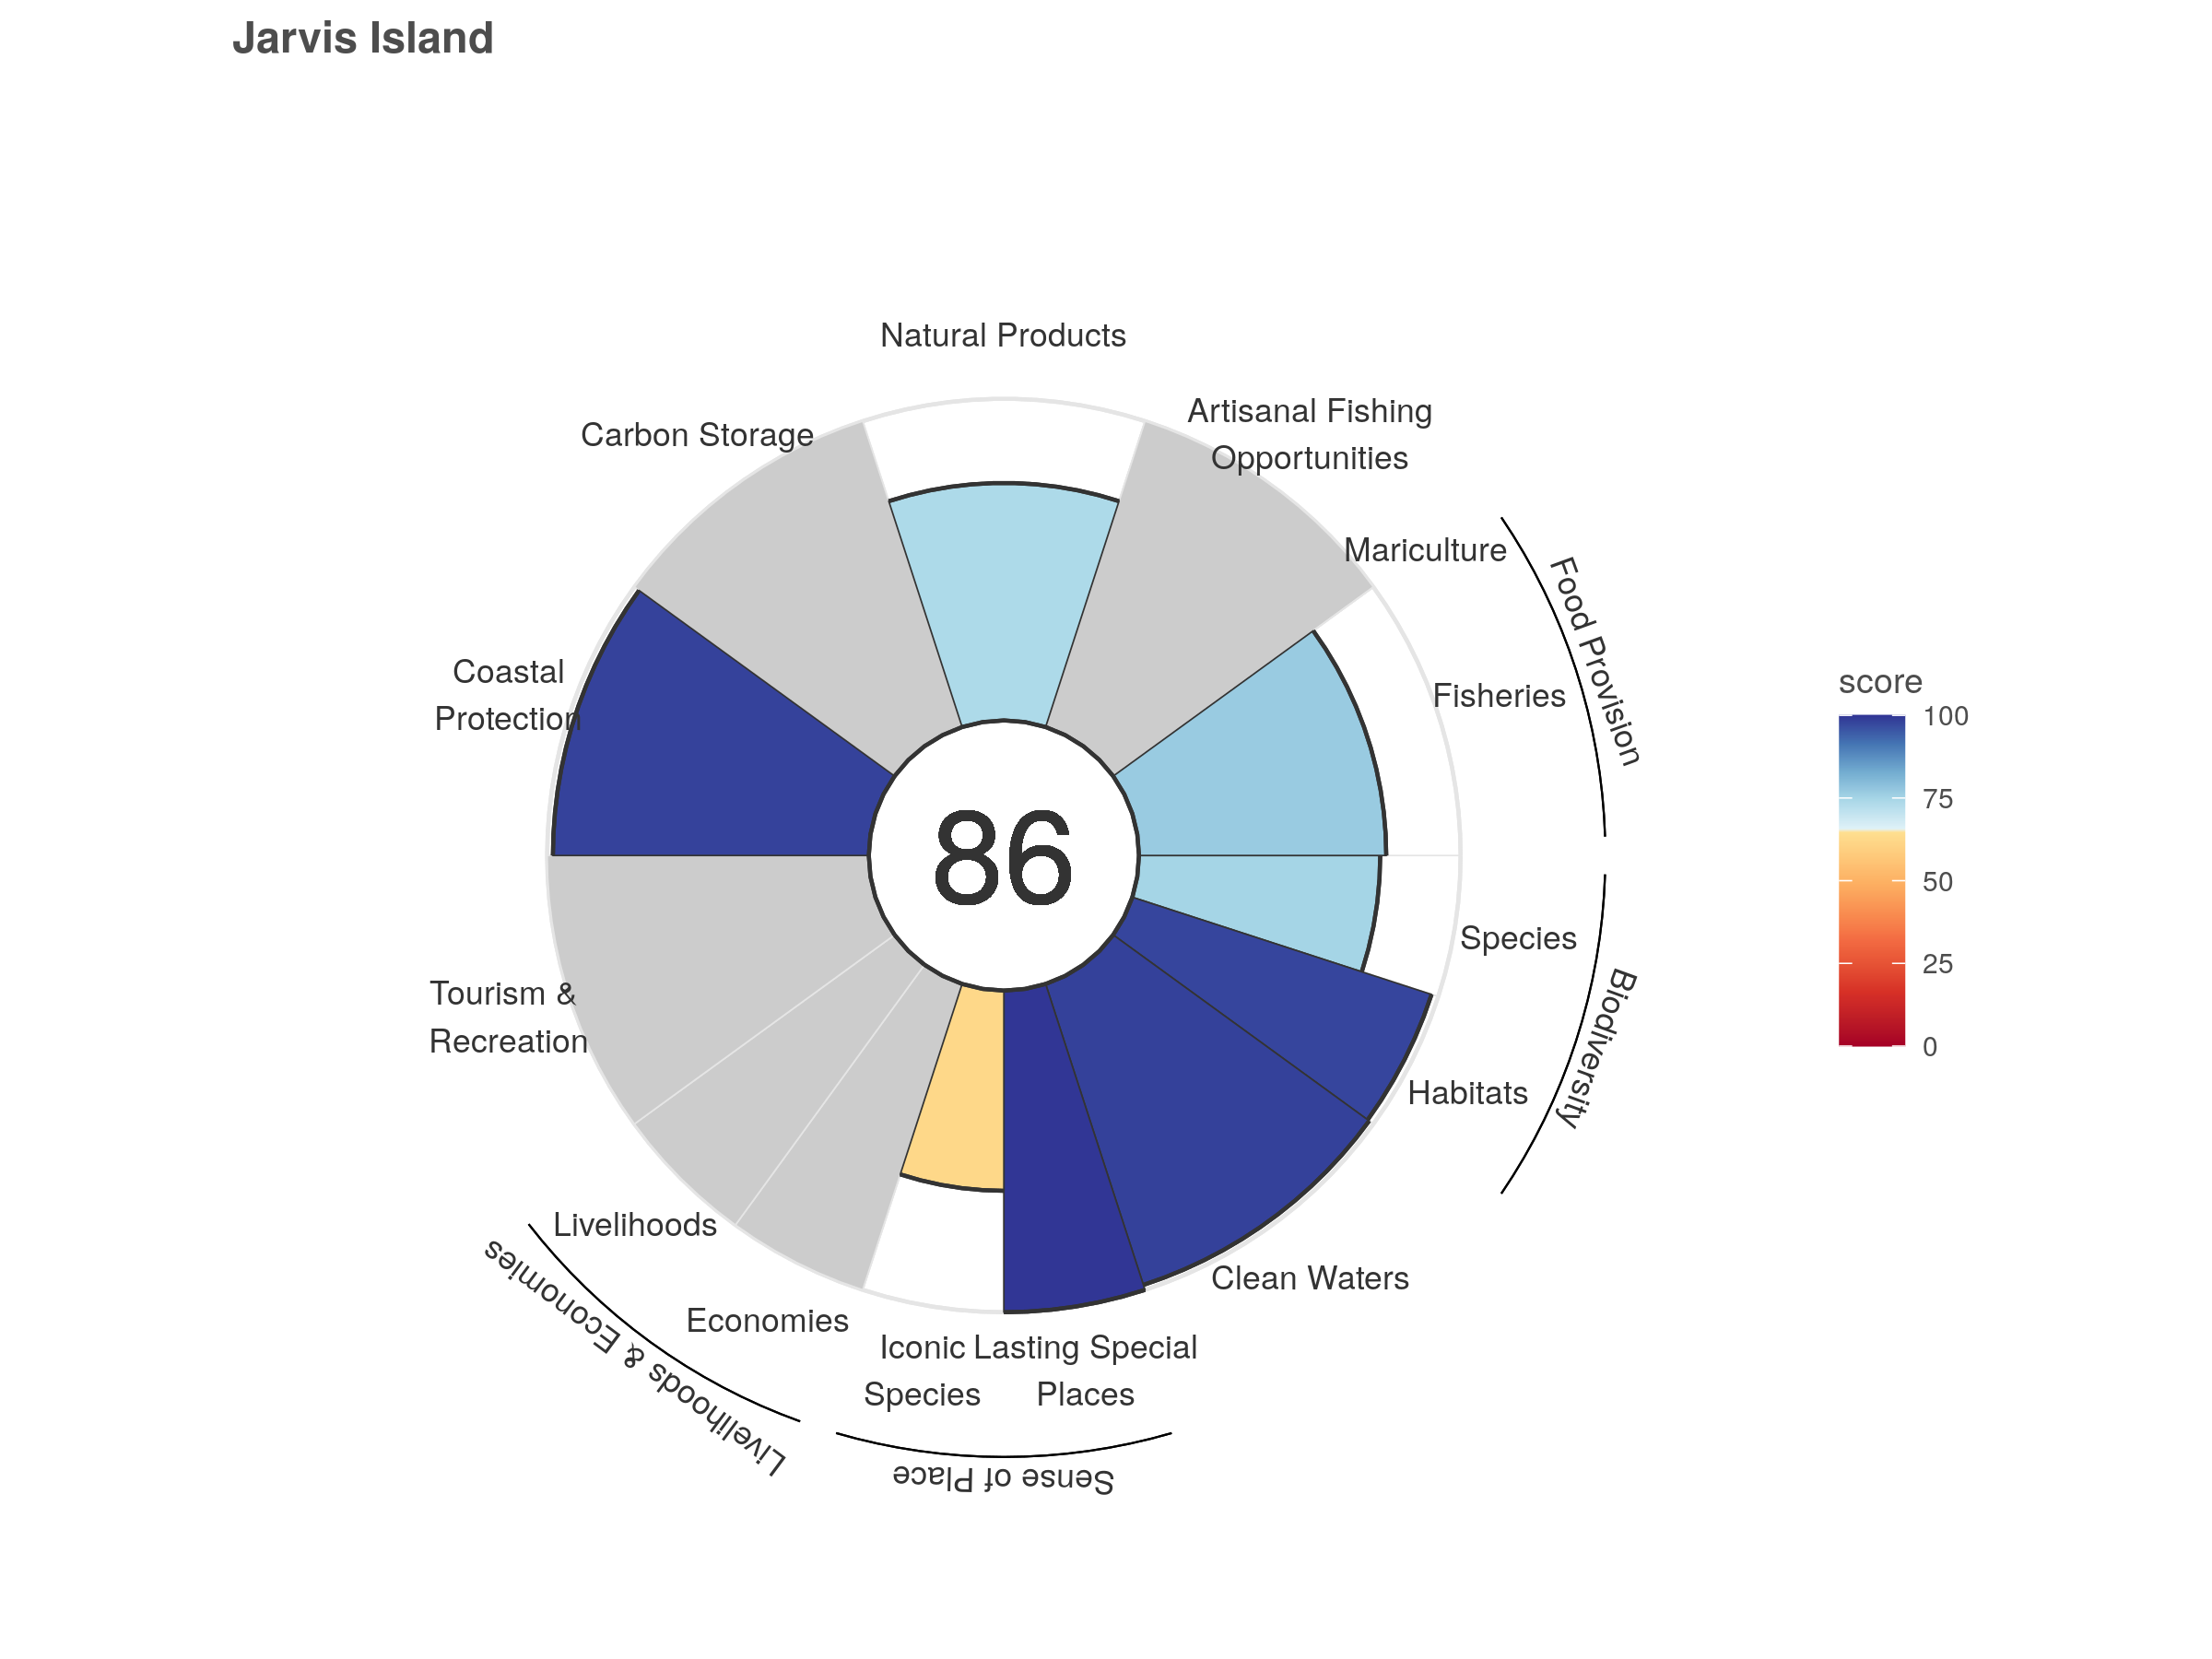 Jarvis Island
Natural Products
Artisanal Fishing
Opportunities
Carbon Storage
Mariculture
Food Provision
Fisheries
Coastal
Protection
score
100
75
50
25
0
86
Species
Biodiversity
Habitats
Tourism &
Recreation
Livelihoods
Livelihoods & Economies
Economies
Clean Waters
Iconic
Species
Lasting Special
Places
Sense of Place